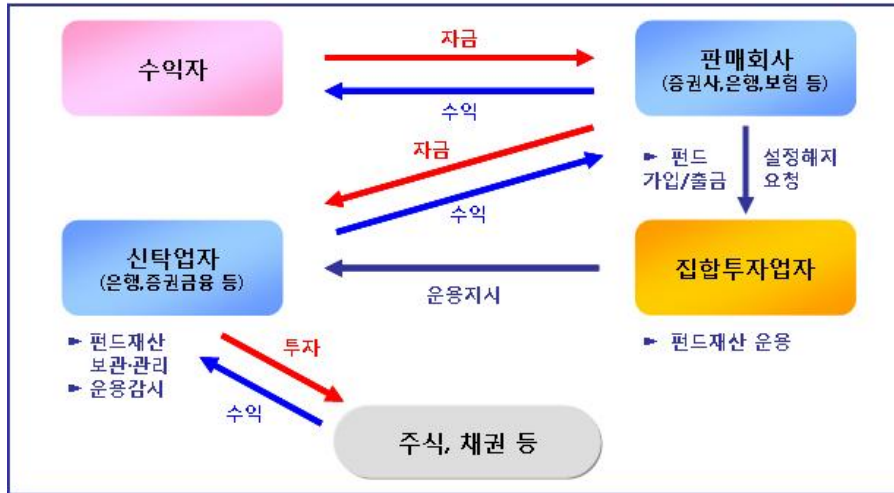 수익자
자금
수익
판매회사
(증권사,은행,보험 등)
자금
수익
► 펀드
가입/출금
설정해지
요청
신탁업자
(은행,증권금융 등)
운용지시
집합투자업자
► 펀드재산
보관·관리
► 운용감시
투자
수익
► 펀드재산 운용
주식, 채권 등